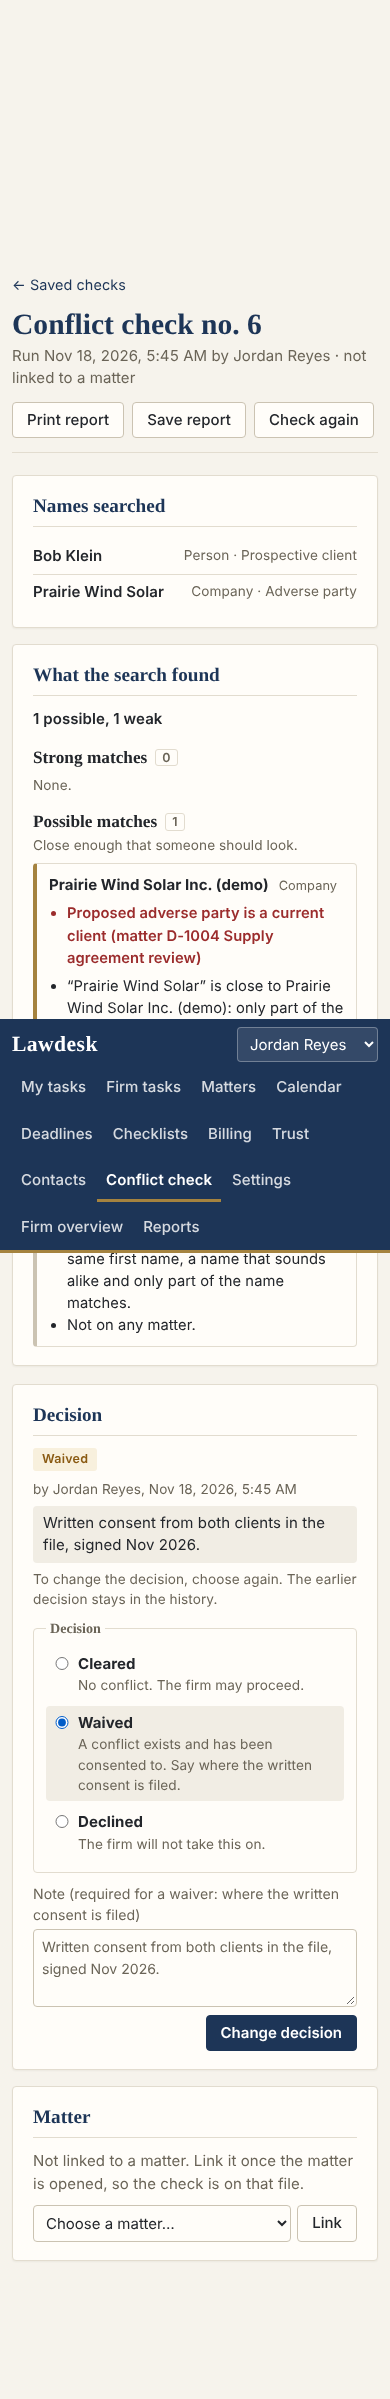 ← Saved checks
Conflict check no. 6
Run Nov 18, 2026, 5:45 AM by Jordan Reyes · not
linked to a matter
Print report Save report Check again
Names searched
Bob Klein Person · Prospective client
Prairie Wind Solar Company · Adverse party
What the search found
1 possible, 1 weak
Strong matches 0
None.
Possible matches 1
Close enough that someone should look.
Prairie Wind Solar Inc. (demo) Company
• Proposed adverse party is a current
client (matter D-1004 Supply
agreement review)
• “Prairie Wind Solar” is close to Prairie
Wind Solar Inc. (demo): only part of the
Lawdesk Jordan Reyes
My tasks Firm tasks Matters Calendar
Deadlines Checklists Billing Trust
Contacts Conflict check Settings
Firm overview Reports
same first name, a name that sounds
alike and only part of the name
matches.
• Not on any matter.
Decision
Waived
by Jordan Reyes, Nov 18, 2026, 5:45 AM
Written consent from both clients in the
file, signed Nov 2026.
To change the decision, choose again. The earlier
decision stays in the history.
Decision
Cleared
No conflict. The firm may proceed.
Waived
A conflict exists and has been
consented to. Say where the written
consent is filed.
Declined
The firm will not take this on.
Note (required for a waiver: where the written
consent is filed)
Written consent from both clients in the file,
signed Nov 2026.
Change decision
Matter
Not linked to a matter. Link it once the matter
is opened, so the check is on that file.
Choose a matter... Link